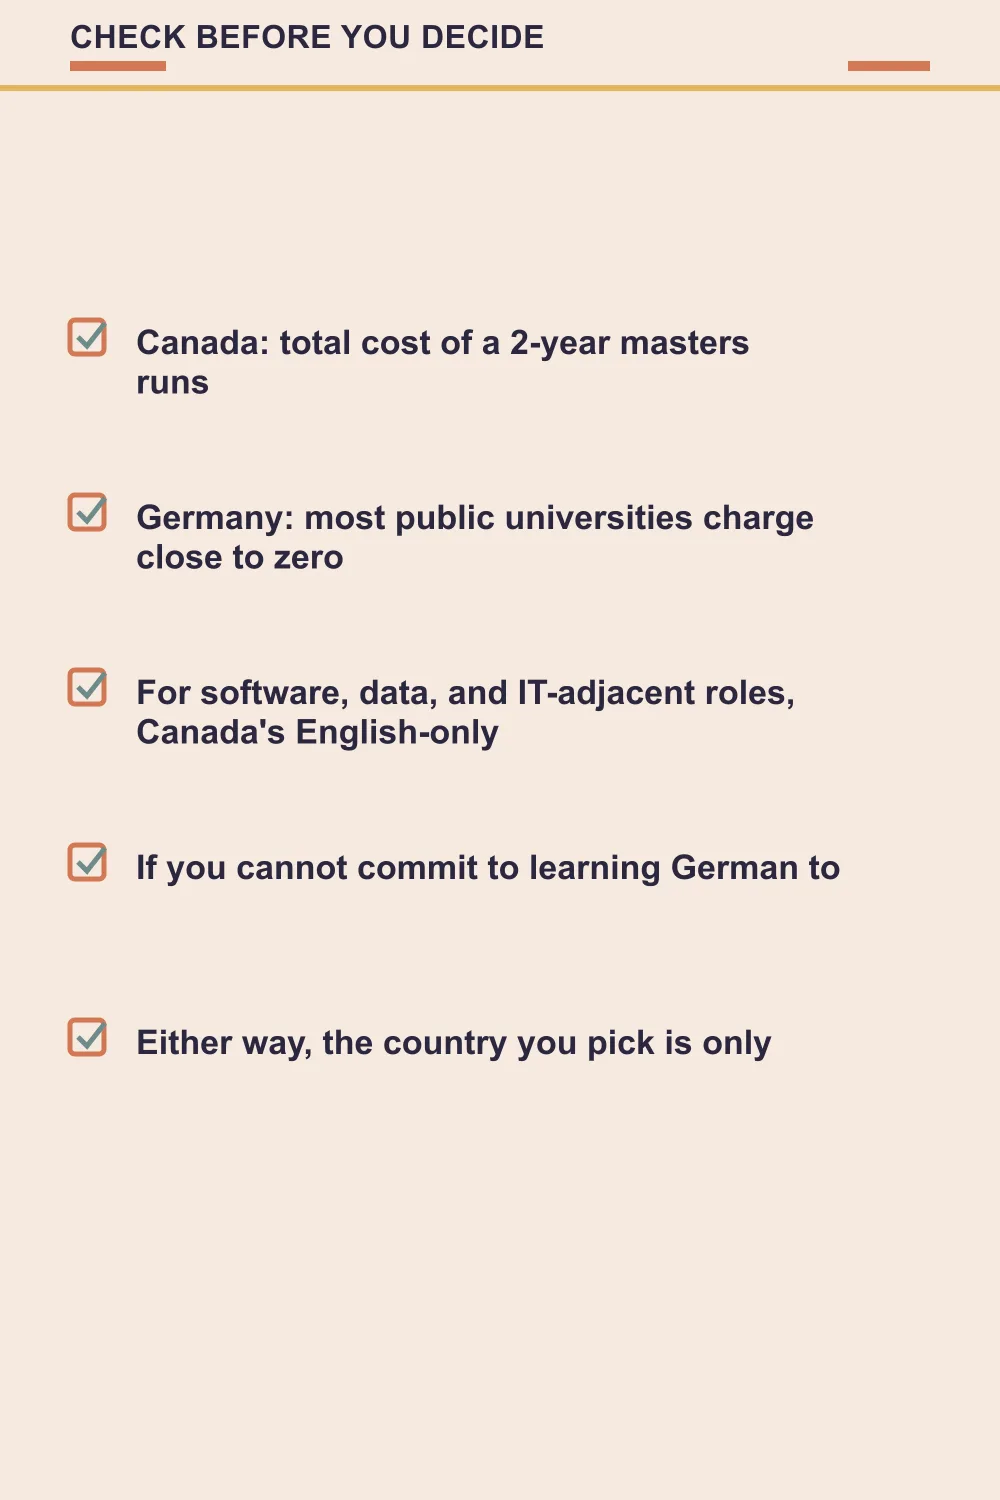 CHECK BEFORE YOU DECIDE
Canada: total cost of a 2-year masters
runs
Germany: most public universities charge
close to zero
For software, data, and IT-adjacent roles,
Canada's English-only
If you cannot commit to learning German to
Either way, the country you pick is only